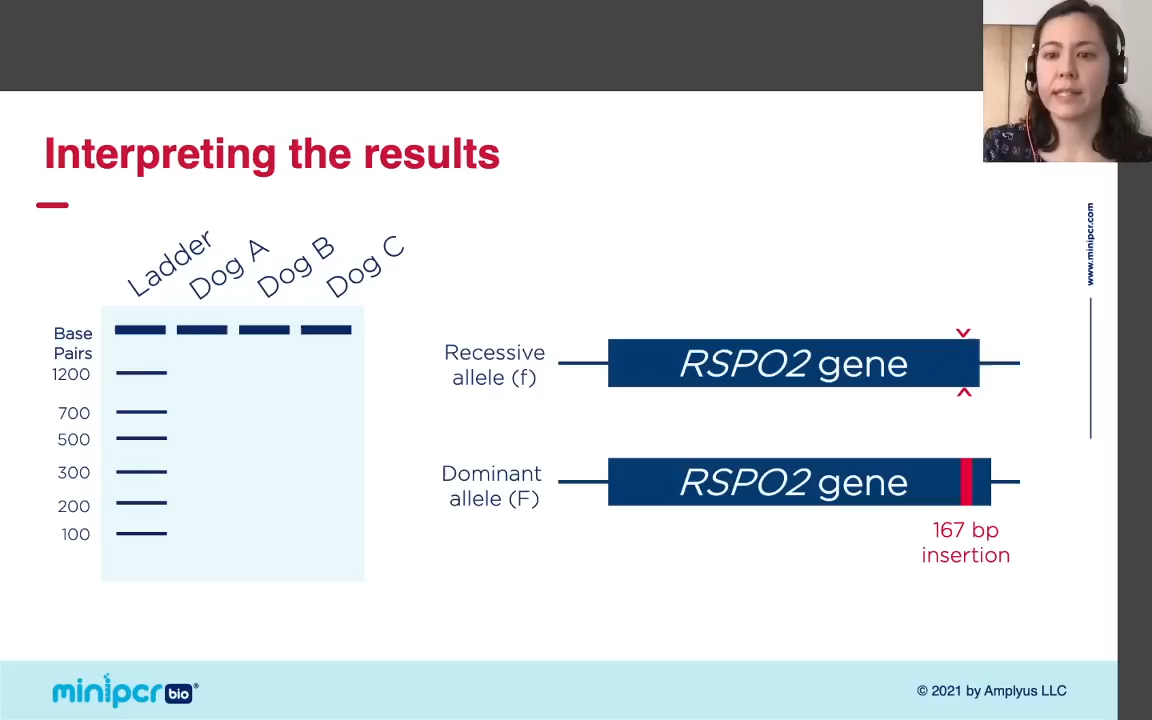 Interpreting the results
www.minipcr.com
Ladder
Dog A
Dog B
Dog C
Base
Pairs
1200
700
500
300
200
100
Recessive
allele (f)
RSPO2 gene
Dominant
allele (F)
RSPO2 gene
167 bp
insertion
minipcr bio®
© 2021 by Amplyus LLC